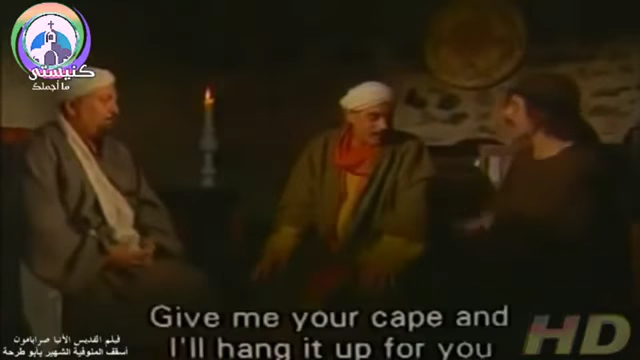 كنيستي
ما أجملك
Give me your cape and
I'll hang it up for you
HD
فيلم القديس الأنبا صرابامون
أسقف المنوفية الشهير بأبو طرحة